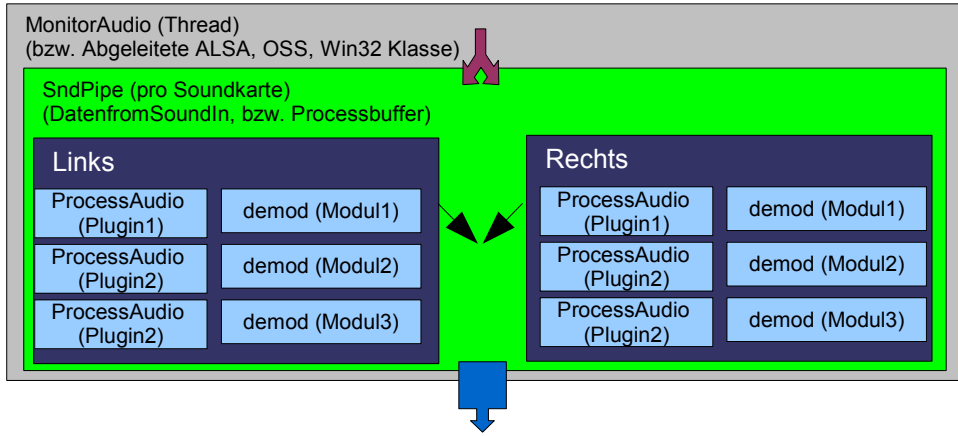 MonitorAudio (Thread)
(bzw. Abgeleitete ALSA, OSS, Win32 Klasse)
SndPipe (pro Soundkarte)
(DatenfromSoundIn, bzw. Processbuffer)
Links
ProcessAudio
(Plugin1)
demod (Modul1)
ProcessAudio
(Plugin2)
demod (Modul2)
ProcessAudio
(Plugin2)
demod (Modul3)
Rechts
ProcessAudio
(Plugin1)
demod (Modul1)
ProcessAudio
(Plugin2)
demod (Modul2)
ProcessAudio
(Plugin2)
demod (Modul3)